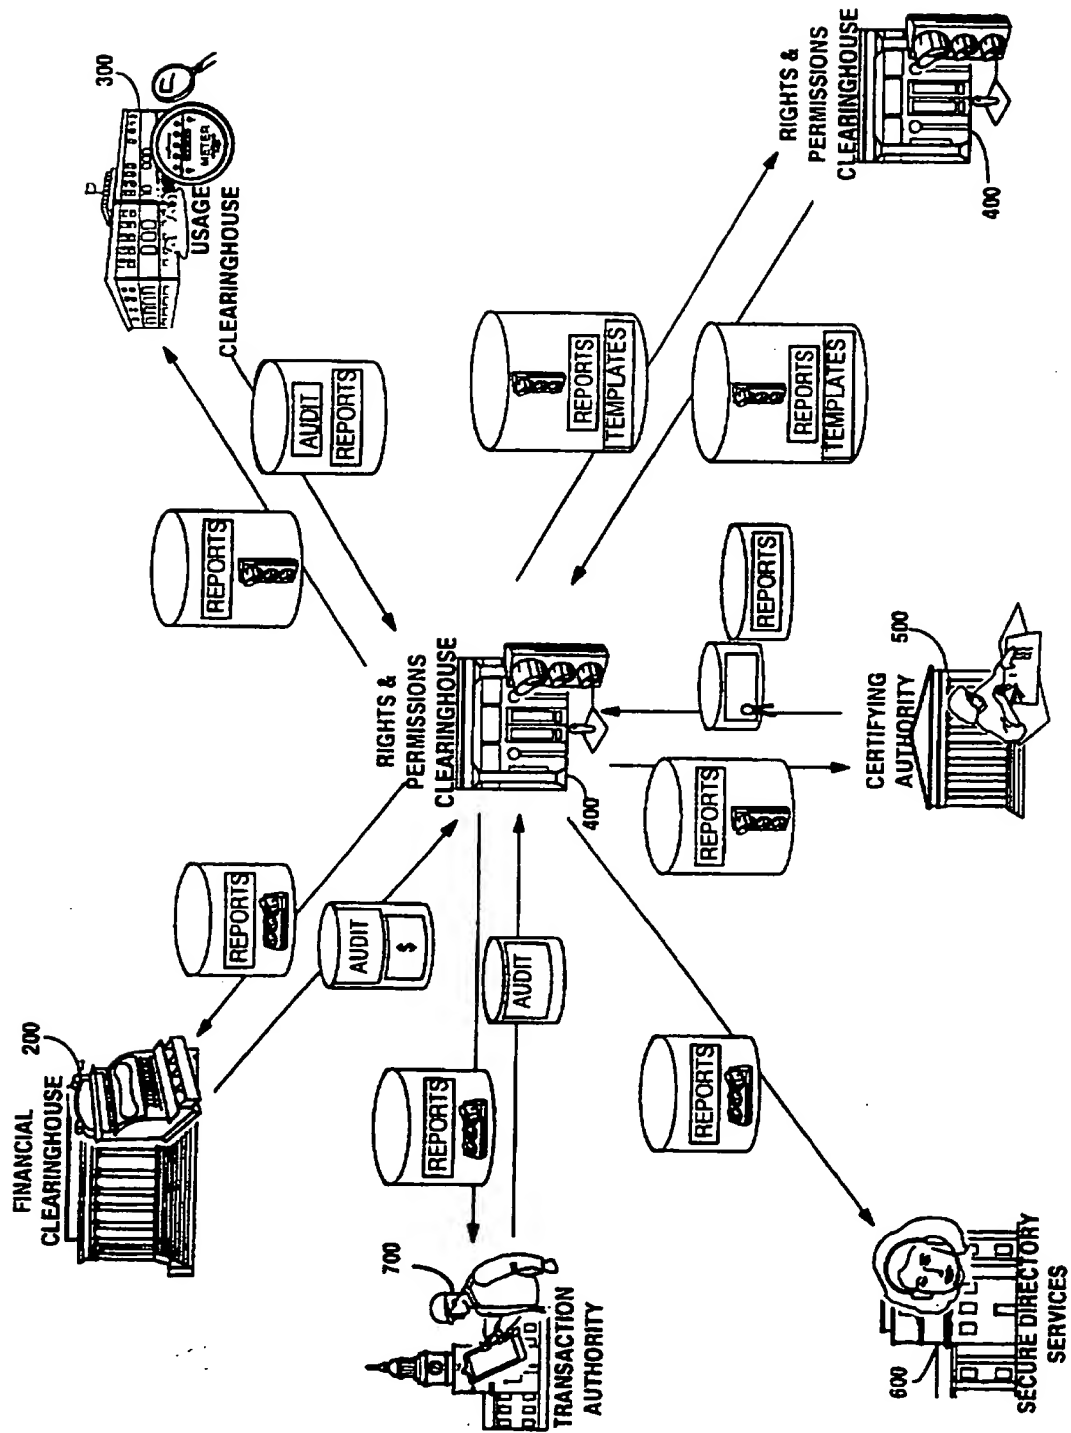 FINANCIAL
CLEARINGHOUSE
200
REPORTS
AUDIT
$
REPORTS
AUDIT
REPORTS
USAGE
CLEARINGHOUSE
300
METER
700
TRANSACTION
AUTHORITY
REPORTS
AUDIT
RIGHTS &
PERMISSIONS
CLEARINGHOUSE
400
REPORTS
TEMPLATES
REPORTS
TEMPLATES
RIGHTS &
PERMISSIONS
CLEARINGHOUSE
400
600
SECURE DIRECTORY
SERVICES
REPORTS
REPORTS
REPORTS
CERTIFYING
AUTHORITY
500